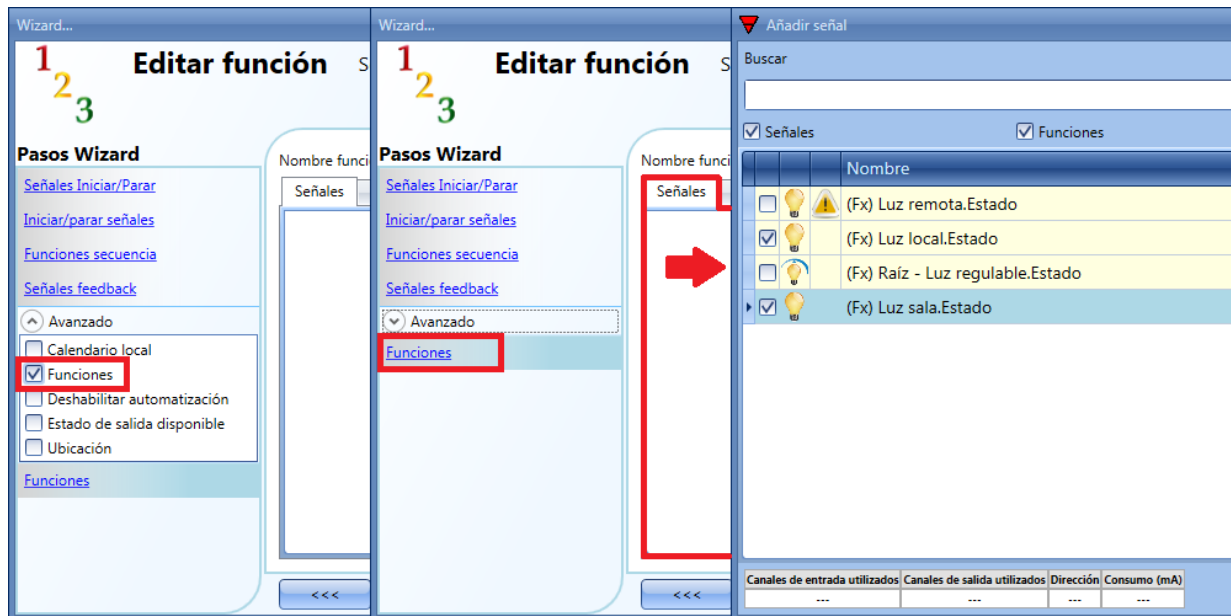 Wizard...
1
2
3
Editar función
S
Pasos Wizard
Señales Iniciar/Parar
Iniciar/parar señales
Funciones secuencia
Señales feedback
Avanzado
Calendario local
Funciones
Deshabilitar automatización
Estado de salida disponible
Ubicación
Funciones
Nombre funci
Señales
<<<
Wizard...
1
2
3
Editar función
S
Pasos Wizard
Señales Iniciar/Parar
Iniciar/parar señales
Funciones secuencia
Señales feedback
Avanzado
Funciones
Nombre funci
Señales
<<<
Añadir señal
Buscar
Señales Funciones
Nombre
(Fx) Luz remota.Estado
(Fx) Luz local.Estado
(Fx) Raíz - Luz regulable.Estado
(Fx) Luz sala.Estado
Canales de entrada utilizados Canales de salida utilizados Dirección Consumo (mA)
--- --- --- ---